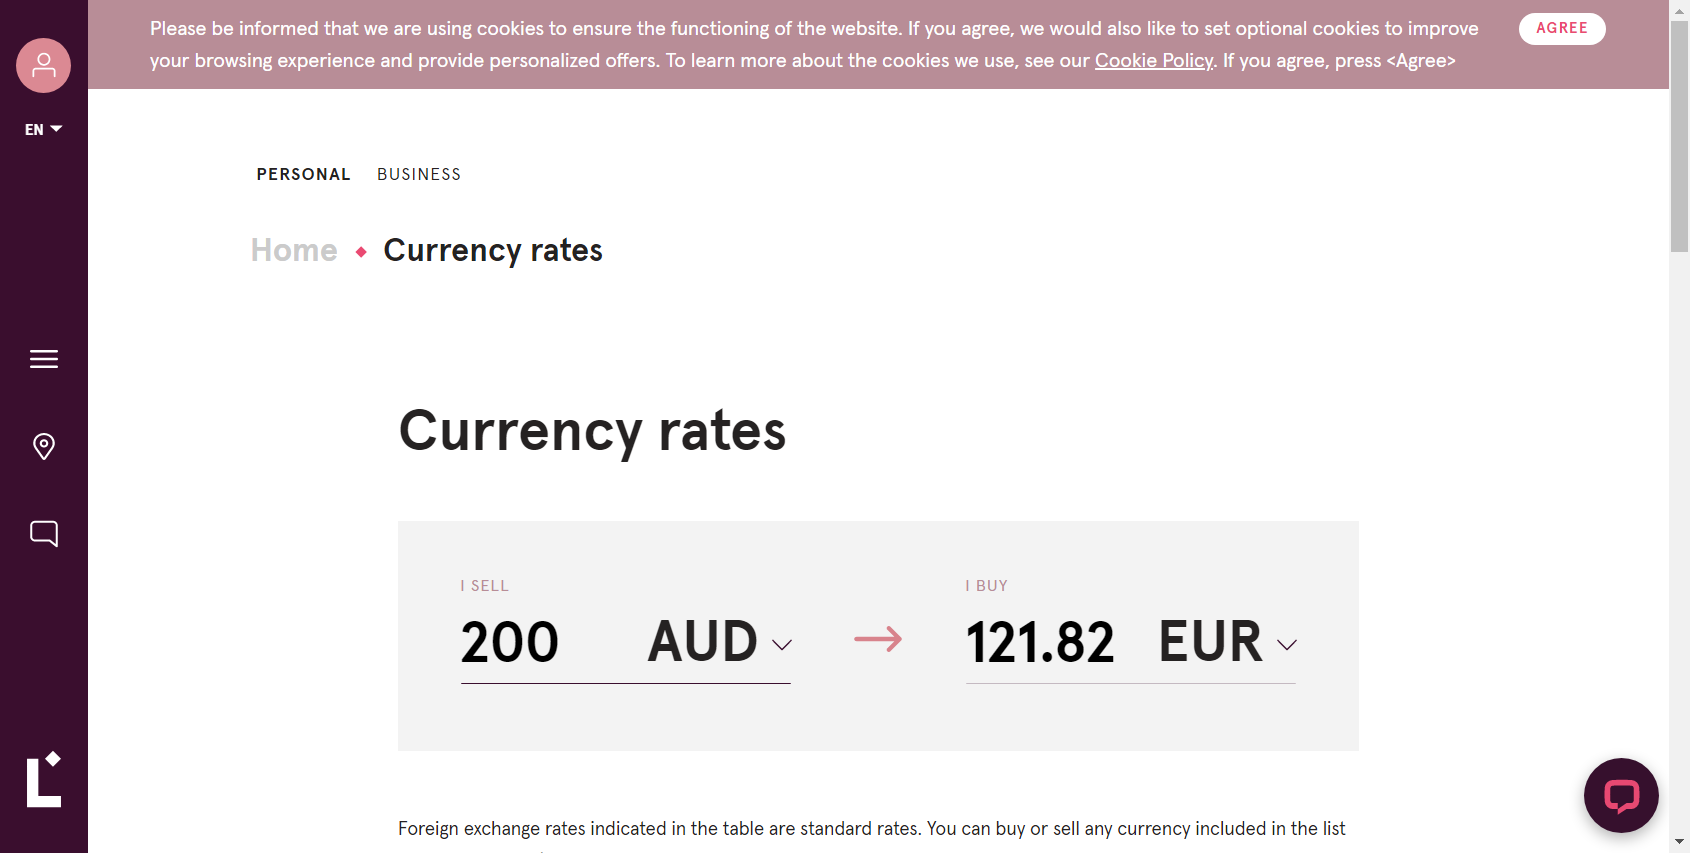 Please be informed that we are using cookies to ensure the functioning of the website. If you agree, we would also like to set optional cookies to improve
your browsing experience and provide personalized offers. To learn more about the cookies we use, see our Cookie Policy. If you agree, press <Agree>
AGREE
EN
PERSONAL BUSINESS
Home Currency rates
Currency rates
I SELL
200 AUD
I BUY
121.82 EUR
Foreign exchange rates indicated in the table are standard rates. You can buy or sell any currency included in the list